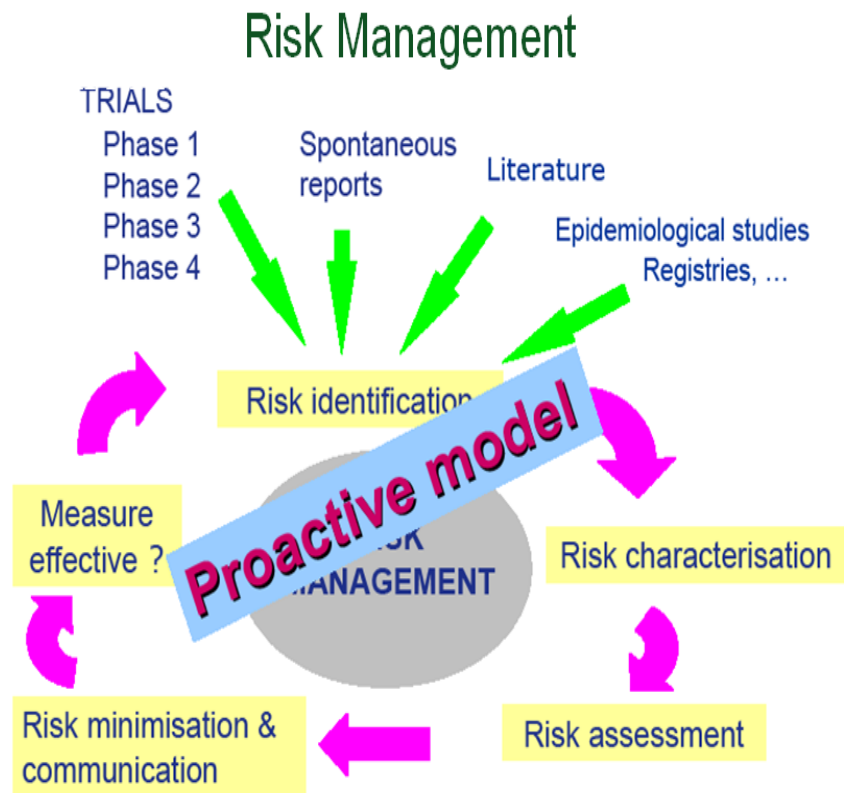 Risk Management
TRIALS
Phase 1
Phase 2
Phase 3
Phase 4
Spontaneous
reports
Literature
Epidemiological studies
Registries, …
Risk identification
Proactive model
MANAGEMENT
Measure
effective ?
Risk characterisation
Risk minimisation &
communication
Risk assessment